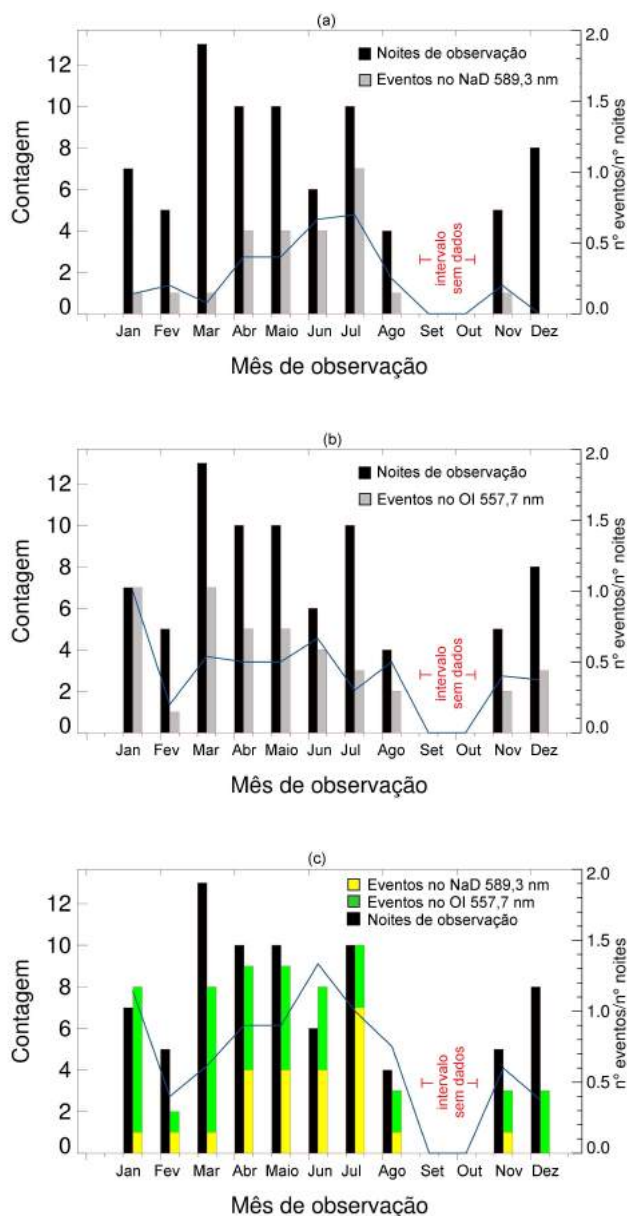 (a)
Noites de observação
Eventos no NaD 589,3 nm
Contagem
12
10
8
6
4
2
0
2.0
1.5
1.0
0.5
0.0
n° eventos/n° noites
intervalo
sem dados
Jan Fev Mar Abr Maio Jun Jul Ago Set Out Nov Dez
Mês de observação
(b)
Noites de observação
Eventos no OI 557,7 nm
Contagem
12
10
8
6
4
2
0
2.0
1.5
1.0
0.5
0.0
n° eventos/n° noites
intervalo
sem dados
Jan Fev Mar Abr Maio Jun Jul Ago Set Out Nov Dez
Mês de observação
(c)
Eventos no NaD 589,3 nm
Eventos no OI 557,7 nm
Noites de observação
Contagem
12
10
8
6
4
2
0
2.0
1.5
1.0
0.5
0.0
n° eventos/n° noites
intervalo
sem dados
Jan Fev Mar Abr Maio Jun Jul Ago Set Out Nov Dez
Mês de observação